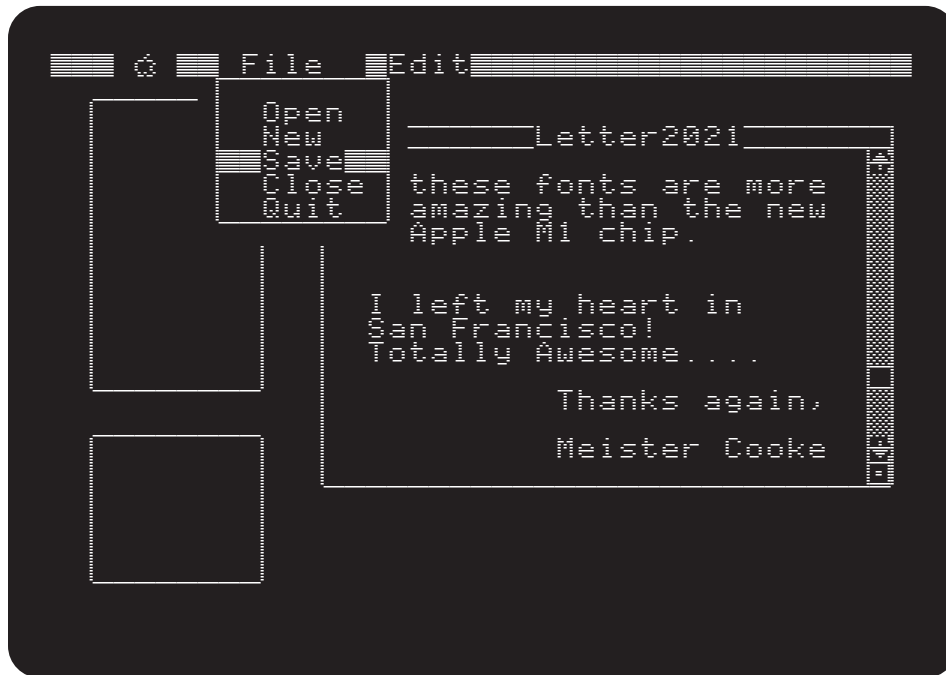 File Edit
Open
New
Save
Close
Quit
Letter2021
these fonts are more
amazing than the new
Apple M1 chip.
I left my heart in
San Francisco!
Totally Awesome....
Thanks again,
Meister Cooke